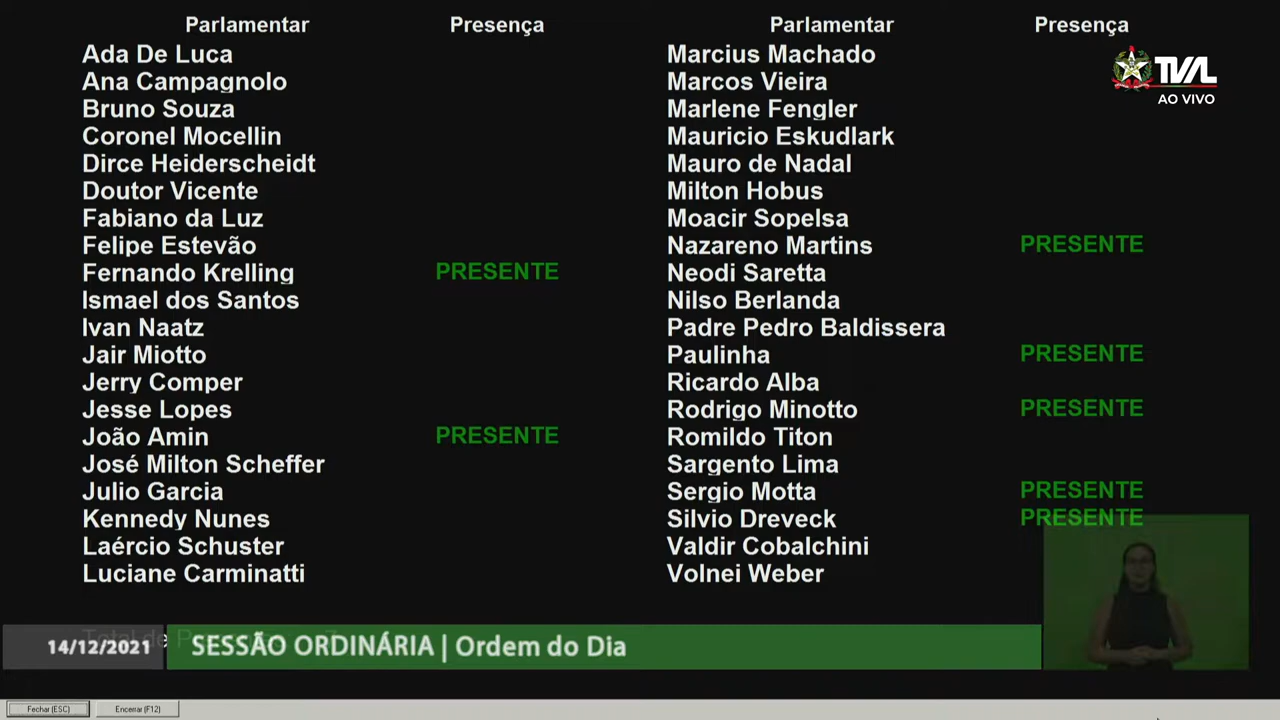 Parlamentar Presença Parlamentar Presença
Ada De Luca Marcius Machado
Ana Campagnolo Marcos Vieira
Bruno Souza Marlene Fengler
Coronel Mocellin Mauricio Eskudlark
Dirce Heiderscheidt Mauro de Nadal
Doutor Vicente Milton Hobus
Fabiano da Luz Moacir Sopelsa
Felipe Estevão Nazareno Martins PRESENTE
Fernando Krelling PRESENTE Neodi Saretta
Ismael dos Santos Nilso Berlanda
Ivan Naatz Padre Pedro Baldissera
Jair Miotto Paulinha PRESENTE
Jerry Comper Ricardo Alba
Jesse Lopes Rodrigo Minotto PRESENTE
João Amin PRESENTE Romildo Titon
José Milton Scheffer Sargento Lima
Julio Garcia Sergio Motta PRESENTE
Kennedy Nunes Silvio Dreveck PRESENTE
Laércio Schuster Valdir Cobalchini
Luciane Carminatti Volnei Weber
TVAL
AO VIVO
Total de
14/12/2021 SESSÃO ORDINÁRIA | Ordem do Dia
Fechar (ESC) Encerrar (F12)